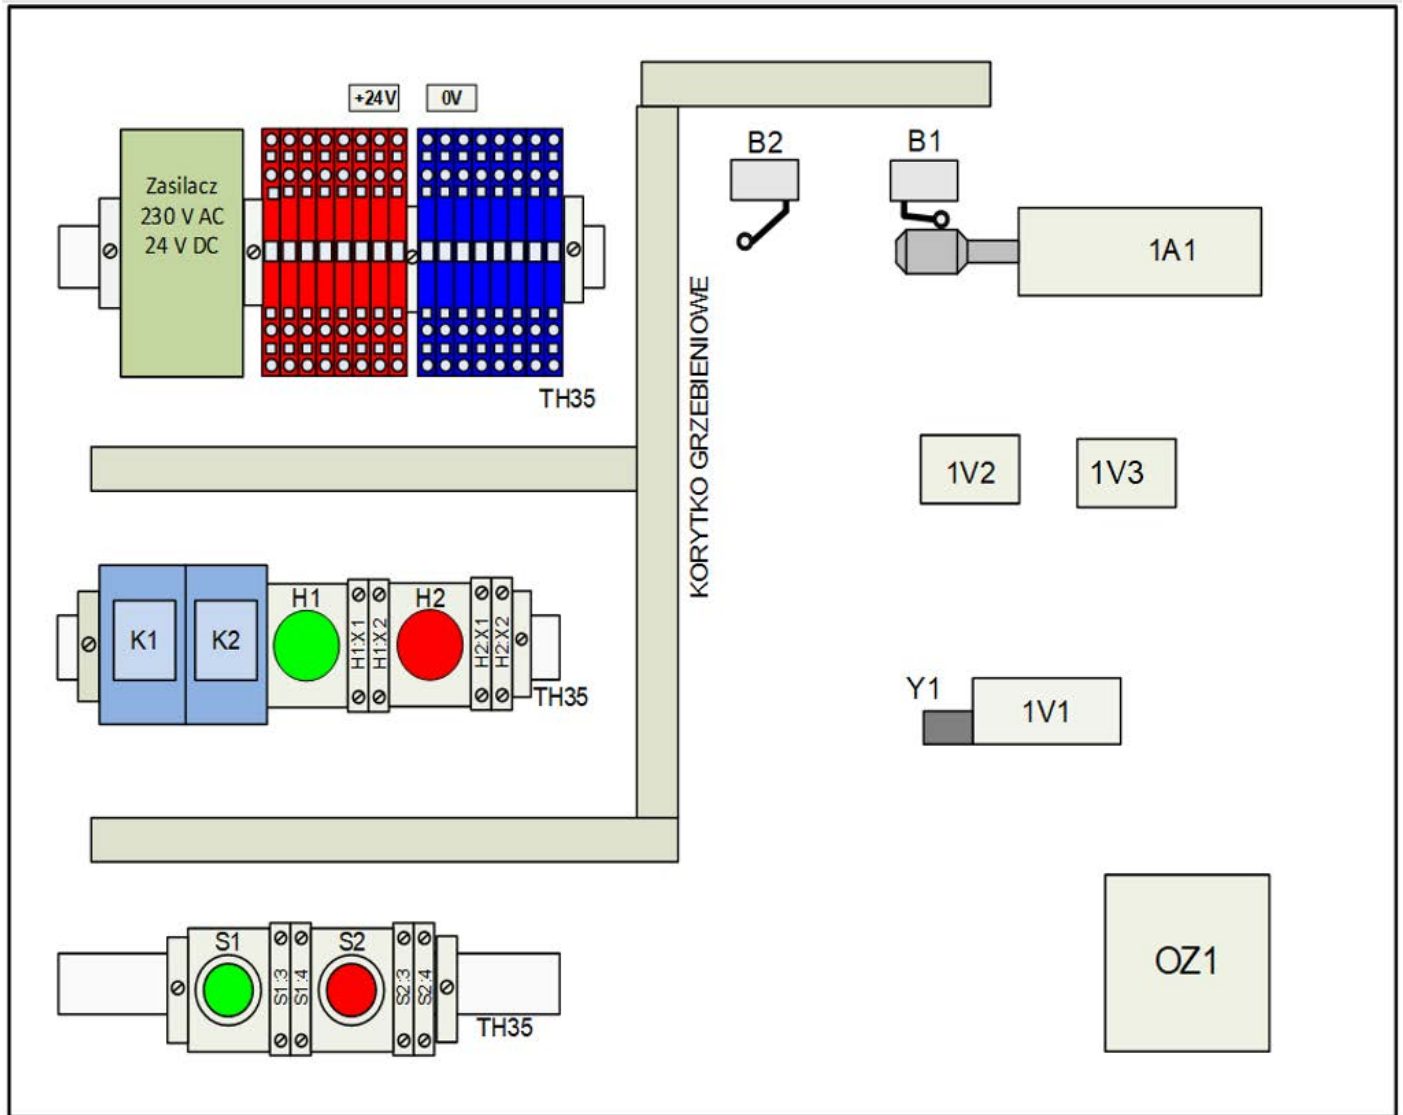 +24V
0V
Zasilacz
230 V AC
24 V DC
TH35
B2
B1
1A1
KORYTKO GRZEBIENIOWE
1V2
1V3
K1
K2
H1
H1:X1
H1:X2
H2
H2:X1
H2:X2
TH35
Y1
1V1
S1
S1:3
S1:4
S2
S2:3
S2:4
TH35
OZ1